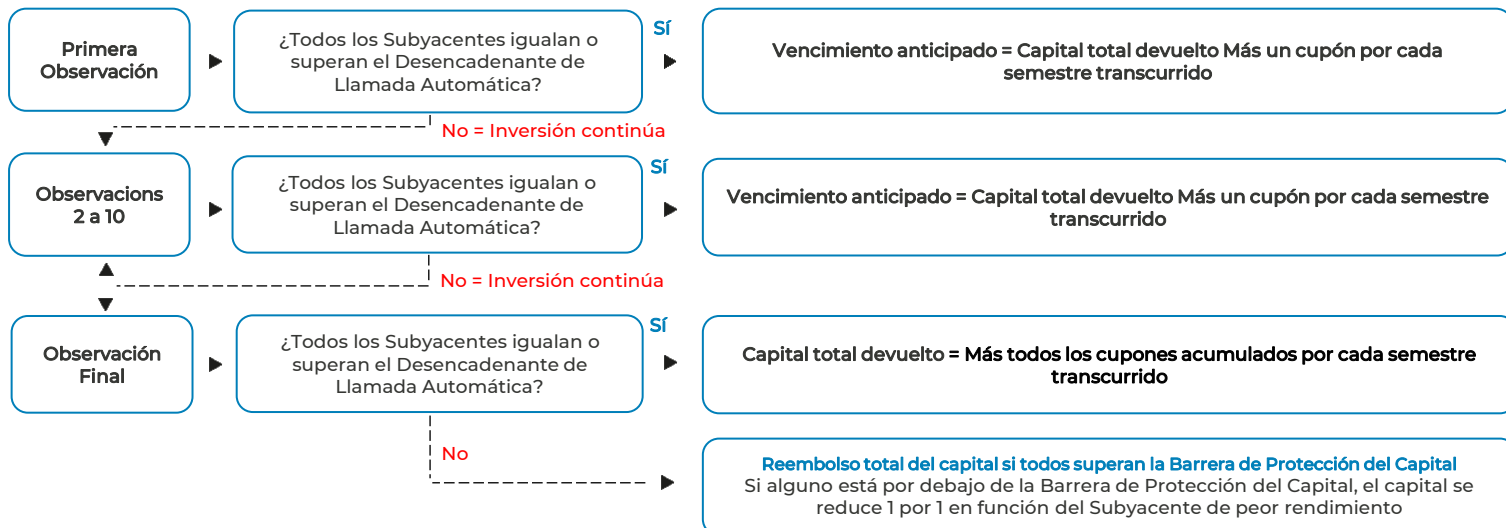 Primera
Observación
¿Todos los Subyacentes igualan o
superan el Desencadenante de
Llamada Automática?
Sí
Vencimiento anticipado = Capital total devuelto Más un cupón por cada
semestre transcurrido
No = Inversión continúa
Observacions
2 a 10
¿Todos los Subyacentes igualan o
superan el Desencadenante de
Llamada Automática?
Sí
Vencimiento anticipado = Capital total devuelto Más un cupón por cada semestre
transcurrido
No = Inversión continúa
Observación
Final
¿Todos los Subyacentes igualan o
superan el Desencadenante de
Llamada Automática?
Sí
Capital total devuelto = Más todos los cupones acumulados por cada semestre
transcurrido
No
Reembolso total del capital si todos superan la Barrera de Protección del Capital
Si alguno está por debajo de la Barrera de Protección del Capital, el capital se
reduce 1 por 1 en función del Subyacente de peor rendimiento